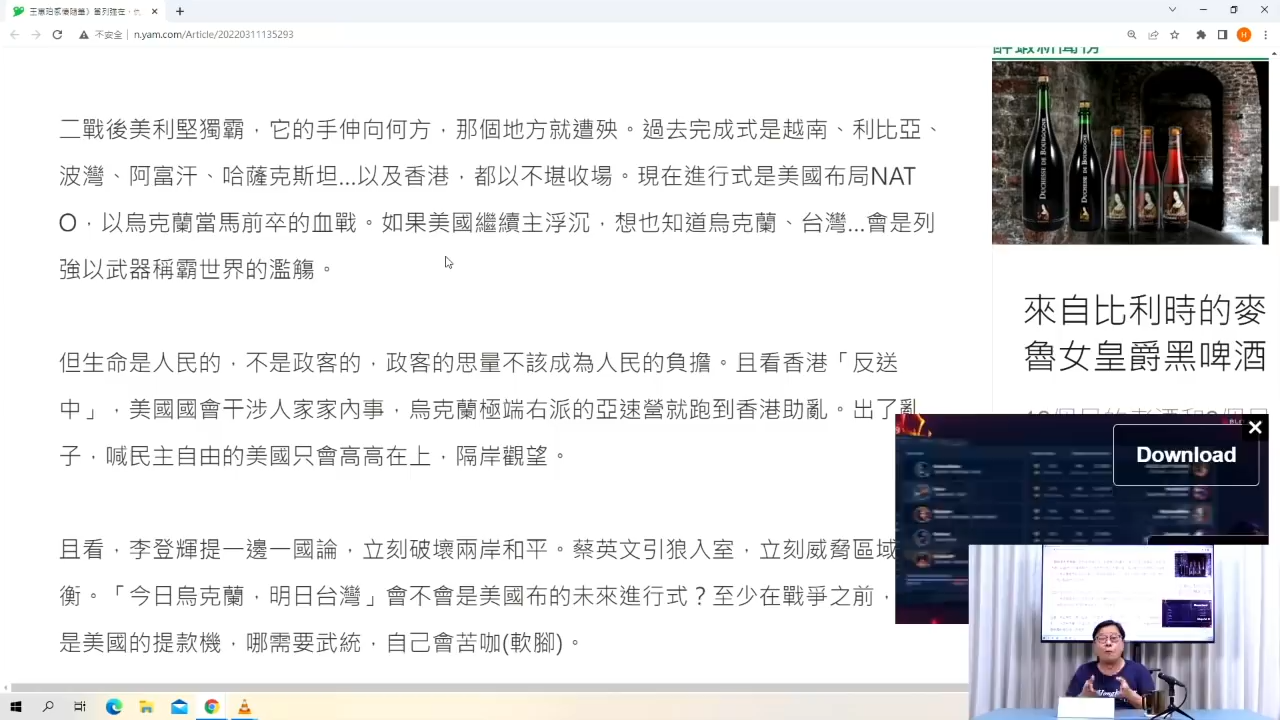 不安全
n.yam.com/Article/20220311135293
H
二戰後美利堅獨霸，它的手伸向何方，那個地方就遭殃。過去完成式是越南、利比亞、
波灣、阿富汗、哈薩克斯坦...以及香港，都以不堪收場。現在進行式是美國布局NAT
O，以烏克蘭當馬前卒的血戰。如果美國繼續主浮沉，想也知道烏克蘭、台灣...會是列
強以武器稱霸世界的濫觴。
但生命是人民的，不是政客的，政客的思量不該成為人民的負擔。且看香港「反送
中」，美國國會干涉人家家內事，烏克蘭極端右派的亞速營就跑到香港助亂。出了亂
子，喊民主自由的美國只會高高在上，隔岸觀望。
且看，李登輝提一邊一國論，立刻破壞兩岸和平。蔡英文引狼入室，立刻威脅區域
衡。「今日烏克蘭，明日台灣」會不會是美國布的未來進行式？至少在戰爭之前，
是美國的提款機，哪需要武統，自己會苦咖(軟腳)。
DUCHESSE DE BOURGOGNE
DUCHESSE DE BOURGOGNE
來自比利時的麥
魯女皇爵黑啤酒
Download